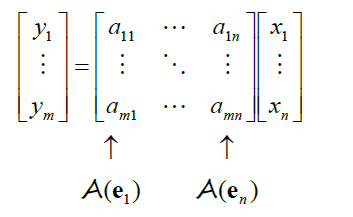 y₁ = a₁₁ ⋯ a₁ₙ x₁
⋮ ⋮ ⋱ ⋮ ⋮
yₘ aₘ₁ ⋯ aₘₙ xₙ
↑ ↑
A(e₁) A(eₙ)